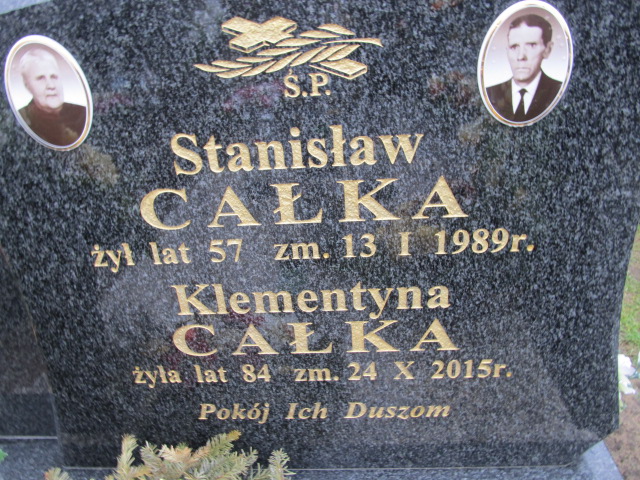 Ś.P.
Stanisław
CAŁKA
żył lat 57 zm. 13 I 1989r.
Klementyna
CAŁKA
żyła lat 84 zm. 24 X 2015r.
Pokój Ich Duszom